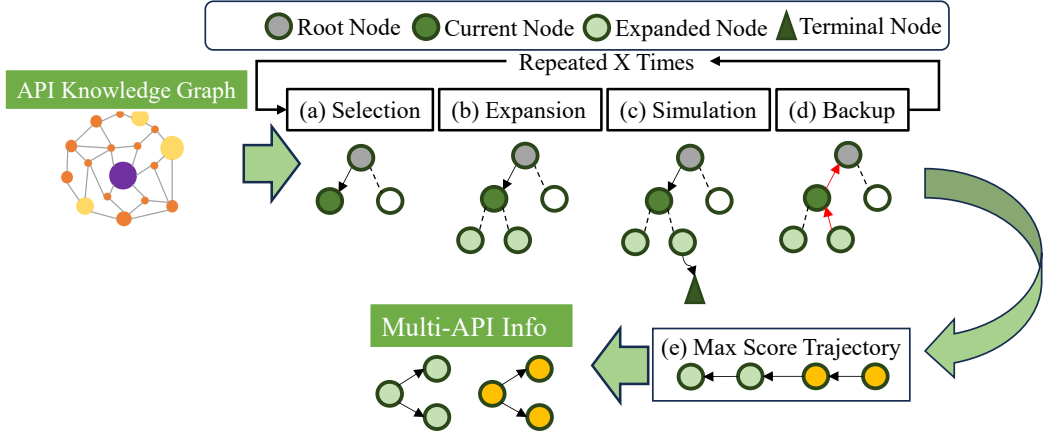 Root Node
Current Node
Expanded Node
Terminal Node
Repeated X Times
API Knowledge Graph
(a) Selection
(b) Expansion
(c) Simulation
(d) Backup
Multi-API Info
(e) Max Score Trajectory